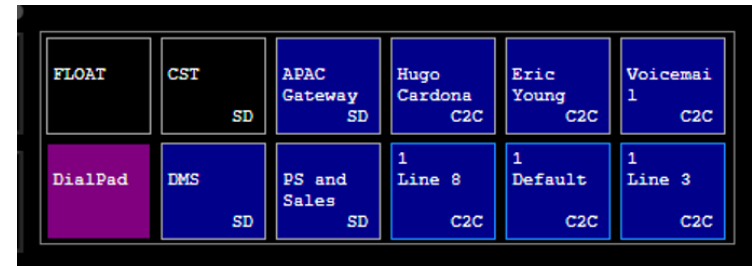 FLOAT
CST
SD
APAC
Gateway
SD
Hugo
Cardona
C2C
Eric
Young
C2C
Voicemai
l
C2C
DialPad
DMS
SD
PS and
Sales
SD
1
Line 8
C2C
1
Default
C2C
1
Line 3
C2C